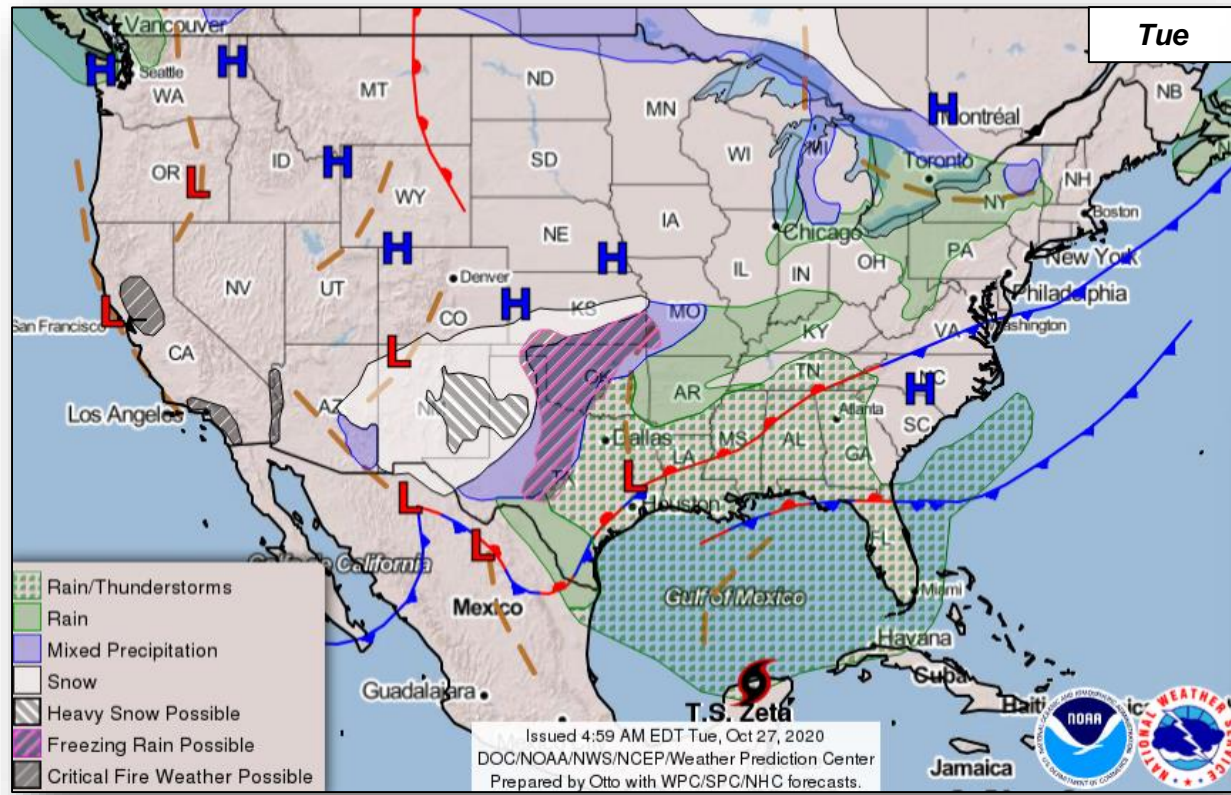 Tue
Vancouver
H
H
Seattle
WA
MT
ND
MN
H
Montréal
NB
OR
L
ID
H
WY
SD
WI
MI
Toronto
NH
NY
Boston
IA
NE
H
H
Chicago
PA
New York
NV
UT
Denver
IL
IN
OH
Philadelphia
San Francisco
L
CO
H
KS
MO
KY
VA
Washington
CA
L
TN
NC
H
Los Angeles
AZ
OK
AR
Atlanta
SC
Dallas
LA
MS
AL
GA
TX
L
Houston
L
L
Golfo de California
Mexico
FL
Gulf of Mexico
Miami
Havana
Cuba
Guadalajara
T.S. Zeta
Jamaica
Rain/Thunderstorms
Rain
Mixed Precipitation
Snow
Heavy Snow Possible
Freezing Rain Possible
Critical Fire Weather Possible
Issued 4:59 AM EDT Tue, Oct 27, 2020
DOC/NOAA/NWS/NCEP/Weather Prediction Center
Prepared by Otto with WPC/SPC/NHC forecasts.
NOAA
NATIONAL WEATHER SERVICE